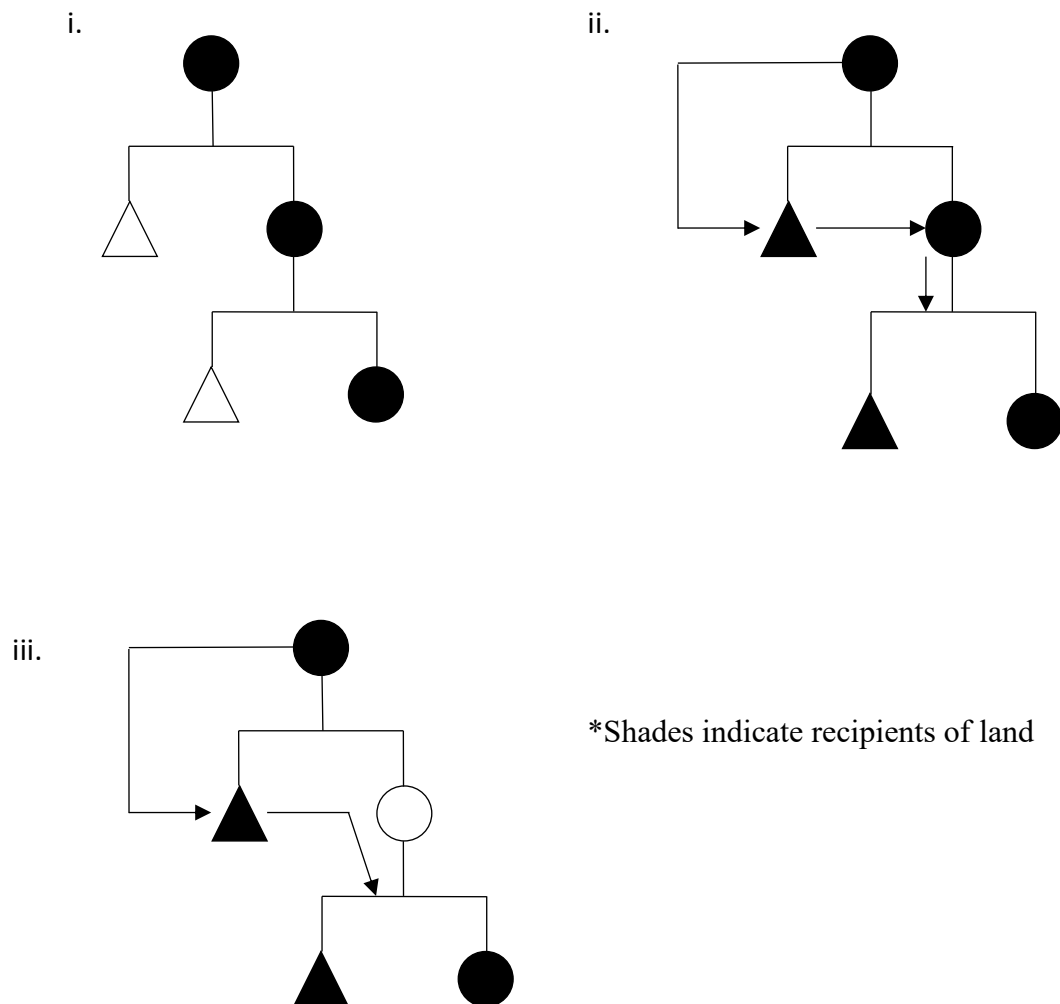 i.
ii.
iii.
*Shades indicate recipients of land